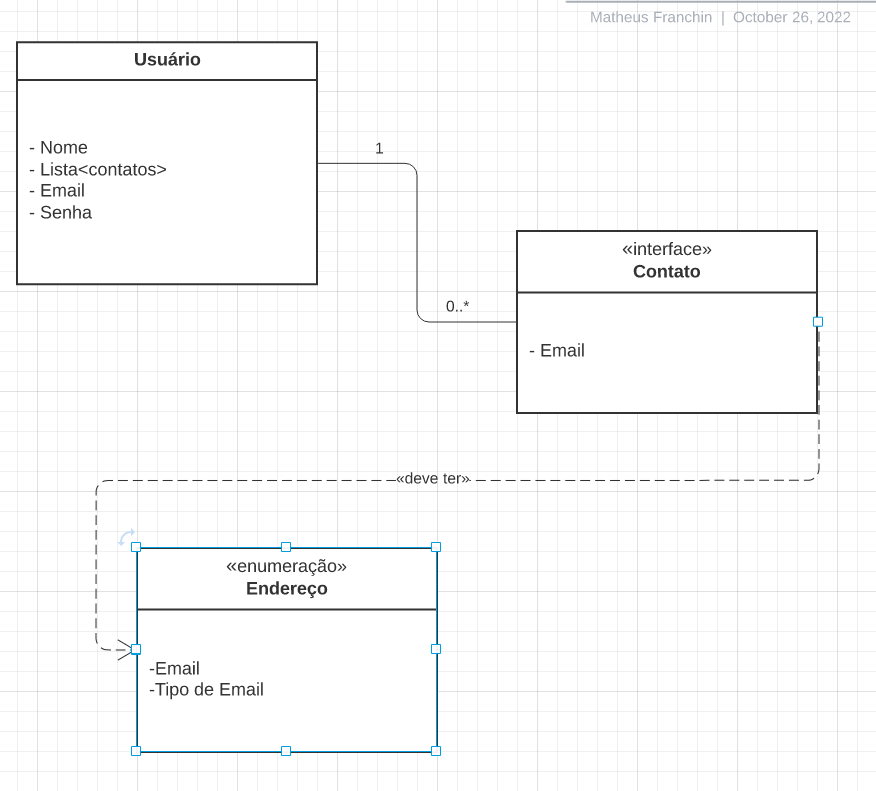 Matheus Franchin | October 26, 2022
Usuário
- Nome
- Lista<contatos>
- Email
- Senha
1
0..*
«interface»
Contato
- Email
«deve ter»
«enumeração»
Endereço
-Email
-Tipo de Email